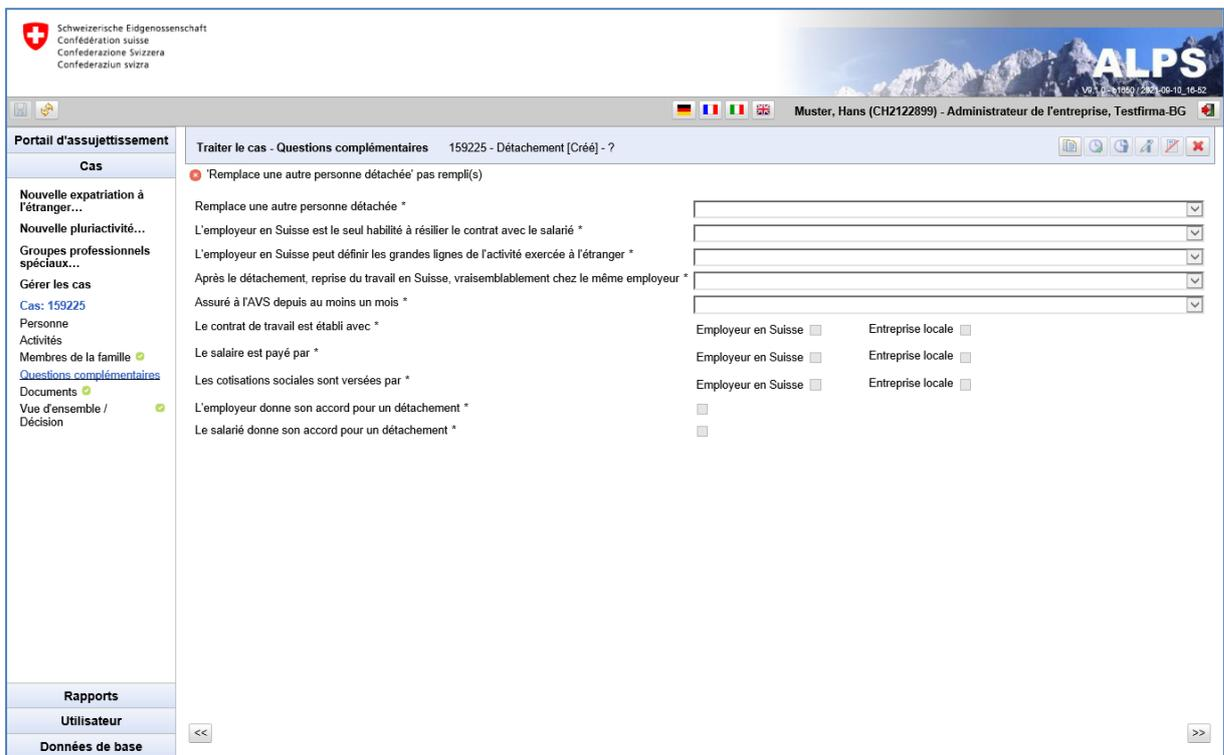 Schweizerische Eidgenossenschaft
Confédération suisse
Confederazione Svizzera
Confederaziun svizra
ALPS
V9.1.0 - b1650 / 2021-09-10_16-52
Muster, Hans (CH2122899) - Administrateur de l'entreprise, Testfirma-BG
Portail d'assujettissement
Cas
Nouvelle expatriation à
l'étranger...
Nouvelle pluriactivité...
Groupes professionnels
spéciaux...
Gérer les cas
Cas: 159225
Personne
Activités
Membres de la famille
Questions complémentaires
Documents
Vue d'ensemble /
Décision
Rapports
Utilisateur
Données de base
Traiter le cas - Questions complémentaires 159225 - Détachement [Créé] - ?
'Remplace une autre personne détachée' pas rempli(s)
Remplace une autre personne détachée *
L'employeur en Suisse est le seul habilité à résilier le contrat avec le salarié *
L'employeur en Suisse peut définir les grandes lignes de l'activité exercée à l'étranger *
Après le détachement, reprise du travail en Suisse, vraisemblablement chez le même employeur *
Assuré à l'AVS depuis au moins un mois *
Le contrat de travail est établi avec * Employeur en Suisse Entreprise locale
Le salaire est payé par * Employeur en Suisse Entreprise locale
Les cotisations sociales sont versées par * Employeur en Suisse Entreprise locale
L'employeur donne son accord pour un détachement *
Le salarié donne son accord pour un détachement *
<< >>